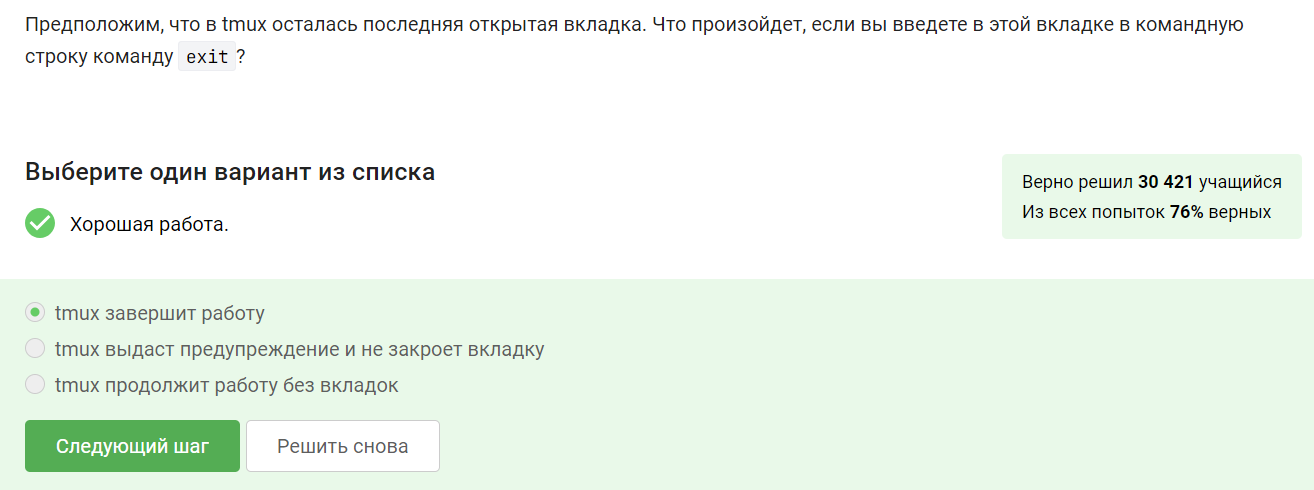 Предположим, что в tmux осталась последняя открытая вкладка. Что произойдет, если вы введете в этой вкладке в командную
строку команду exit?
Выберите один вариант из списка
Хорошая работа.
Верно решил 30 421 учащийся
Из всех попыток 76% верных
tmux завершит работу
tmux выдаст предупреждение и не закроет вкладку
tmux продолжит работу без вкладок
Следующий шаг
Решить снова